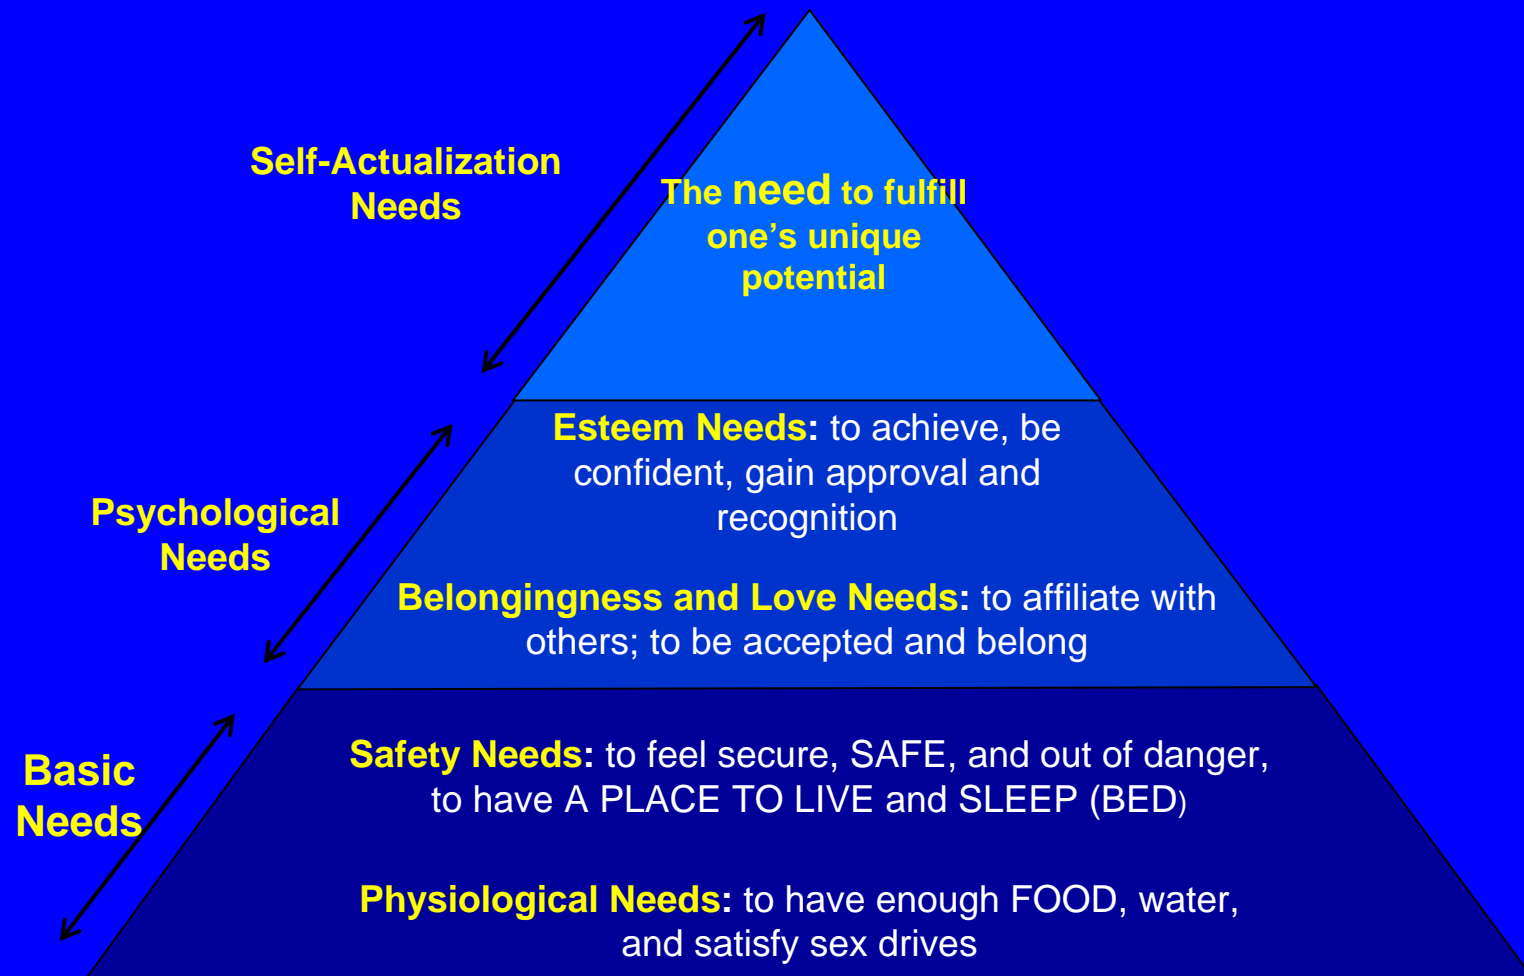 Self-Actualization
Needs
The need to fulfill
one’s unique
potential
Esteem Needs: to achieve, be
confident, gain approval and
recognition
Psychological
Needs
Belongingness and Love Needs: to affiliate with
others; to be accepted and belong
Basic
Needs
Safety Needs: to feel secure, SAFE, and out of danger,
to have A PLACE TO LIVE and SLEEP (BED)
Physiological Needs: to have enough FOOD, water,
and satisfy sex drives